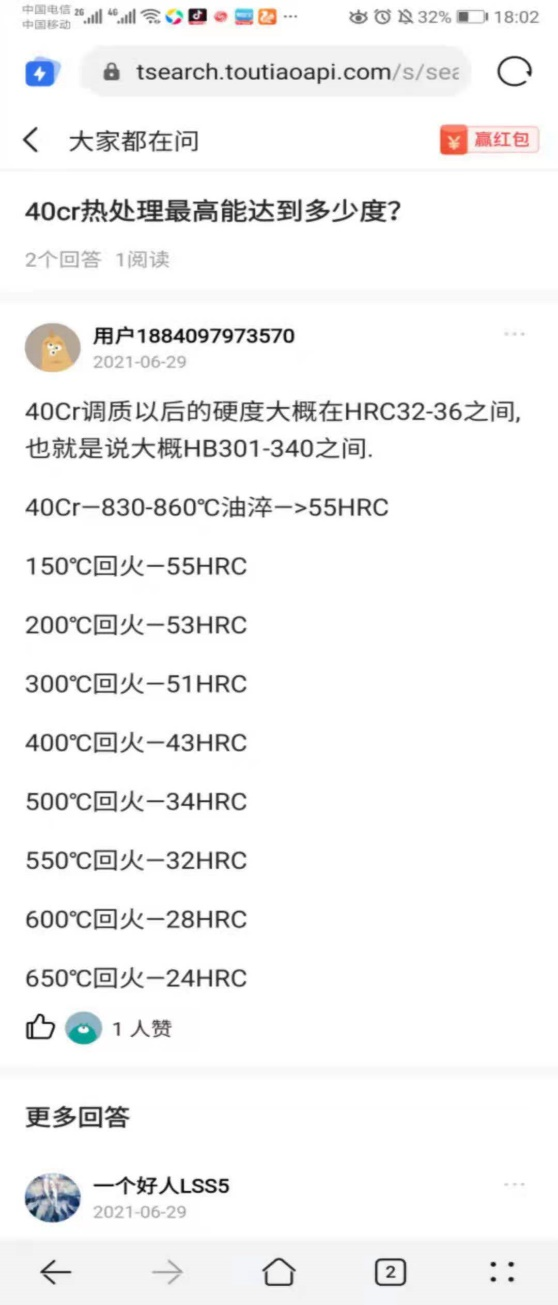 中国电信 2G 4G
中国移动
32% 18:02
tsearch.toutiaoapi.com/s/sea
大家都在问
赢红包
40cr热处理最高能达到多少度？
2个回答 1阅读
用户1884097973570
2021-06-29
40Cr调质以后的硬度大概在HRC32-36之间,
也就是说大概HB301-340之间.
40Cr—830-860℃油淬—>55HRC
150℃回火—55HRC
200℃回火—53HRC
300℃回火—51HRC
400℃回火—43HRC
500℃回火—34HRC
550℃回火—32HRC
600℃回火—28HRC
650℃回火—24HRC
1 人赞
更多回答
一个好人LSS5
2021-06-29
2